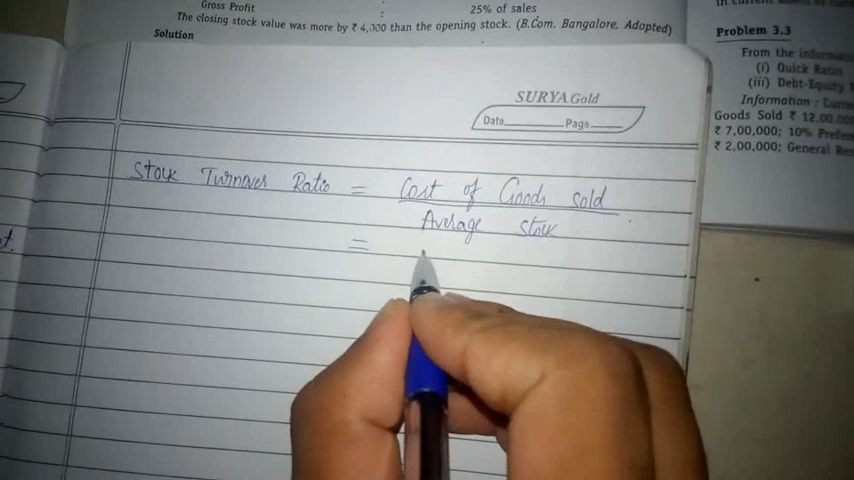 Gross Profit : 25% of sales
The closing stock value was more by ₹ 4,000 than the opening stock. (B.Com. Bangalore, Adopted)
Solution
SURYA Gold
Date Page
Stock Turnover Ratio = Cost of Goods sold
Average stock
=
Problem 3.3
From the
(i) Quick Ratio
(iii) Debt-Equity
Information :
Goods Sold ₹ 12,00,00
₹ 7,00,000; 10%
₹ 2,00,000; General Res